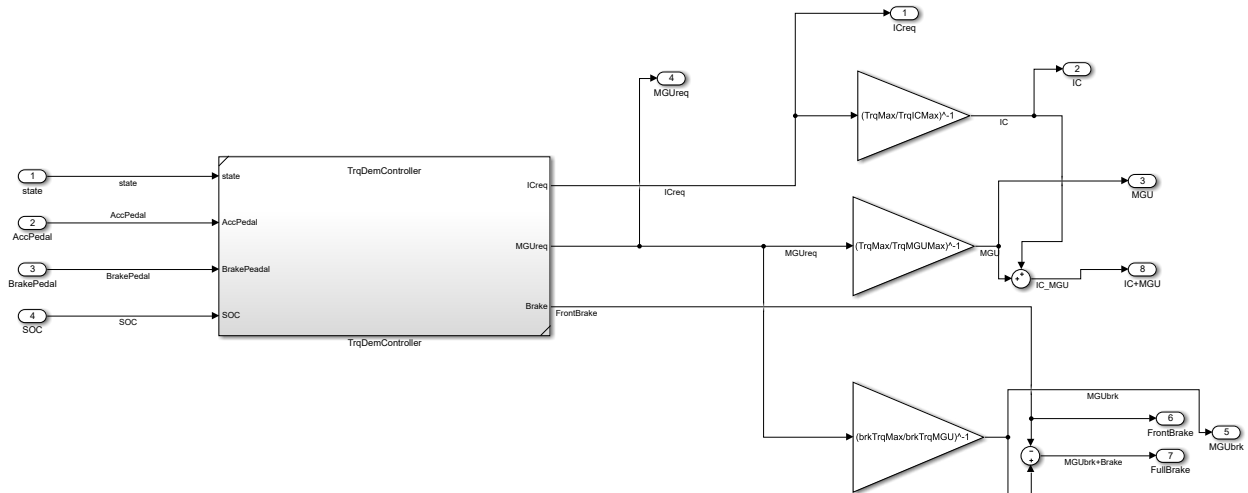 1
ICreq
4
MGUreq
2
IC
(TrqMax/TrqICMax)^-1
IC
1
state
state
TrqDemController
state
ICreq
ICreq
3
MGU
2
AccPedal
AccPedal
AccPedal
MGUreq
MGUreq
(TrqMax/TrqMGUMax)^-1
MGU
+
+
IC_MGU
8
IC+MGU
3
BrakePedal
BrakePedal
BrakePeadal
4
SOC
SOC
SOC
Brake
FrontBrake
TrqDemController
MGUbrk
6
FrontBrake
5
MGUbrk
(brkTrqMax/brkTrqMGU)^-1
−
+
MGUbrk+Brake
7
FullBrake